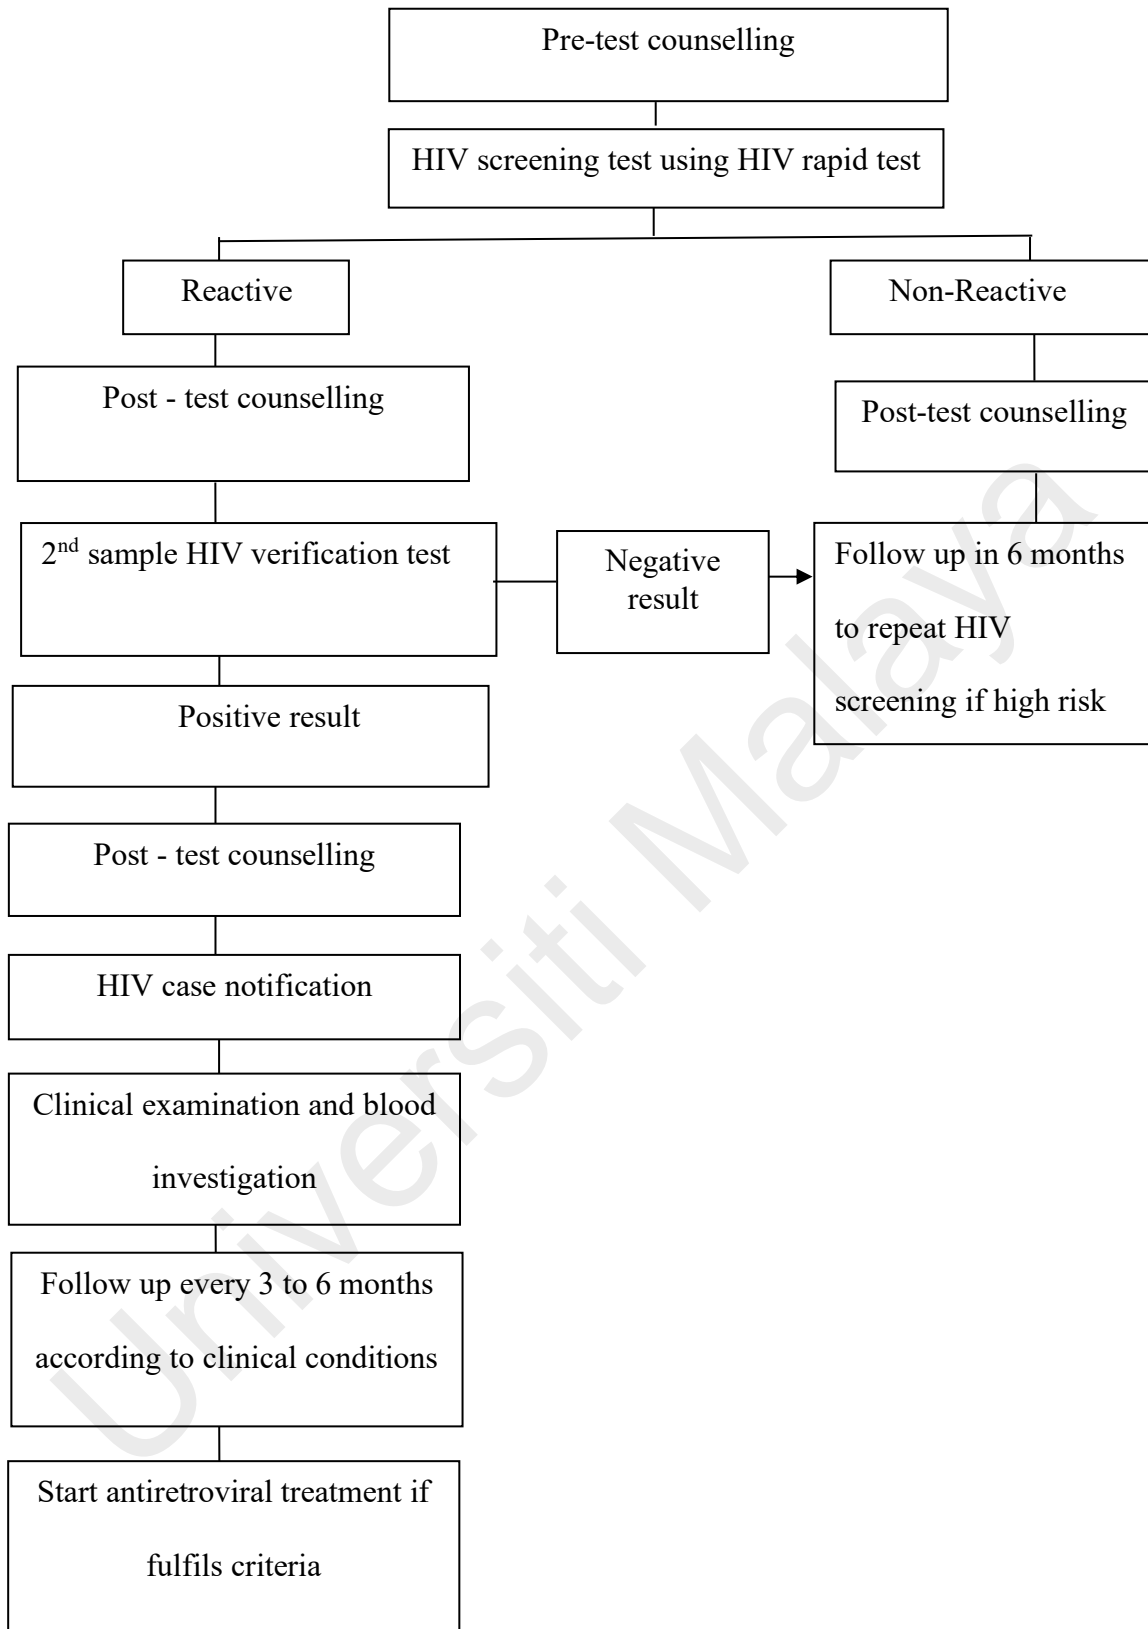 Pre-test counselling
HIV screening test using HIV rapid test
Reactive
Non-Reactive
Post - test counselling
Post-test counselling
2nd sample HIV verification test
Negative
result
Follow up in 6 months
to repeat HIV
screening if high risk
Positive result
Post - test counselling
HIV case notification
Clinical examination and blood
investigation
Follow up every 3 to 6 months
according to clinical conditions
Start antiretroviral treatment if
fulfils criteria
Universiti Malaya